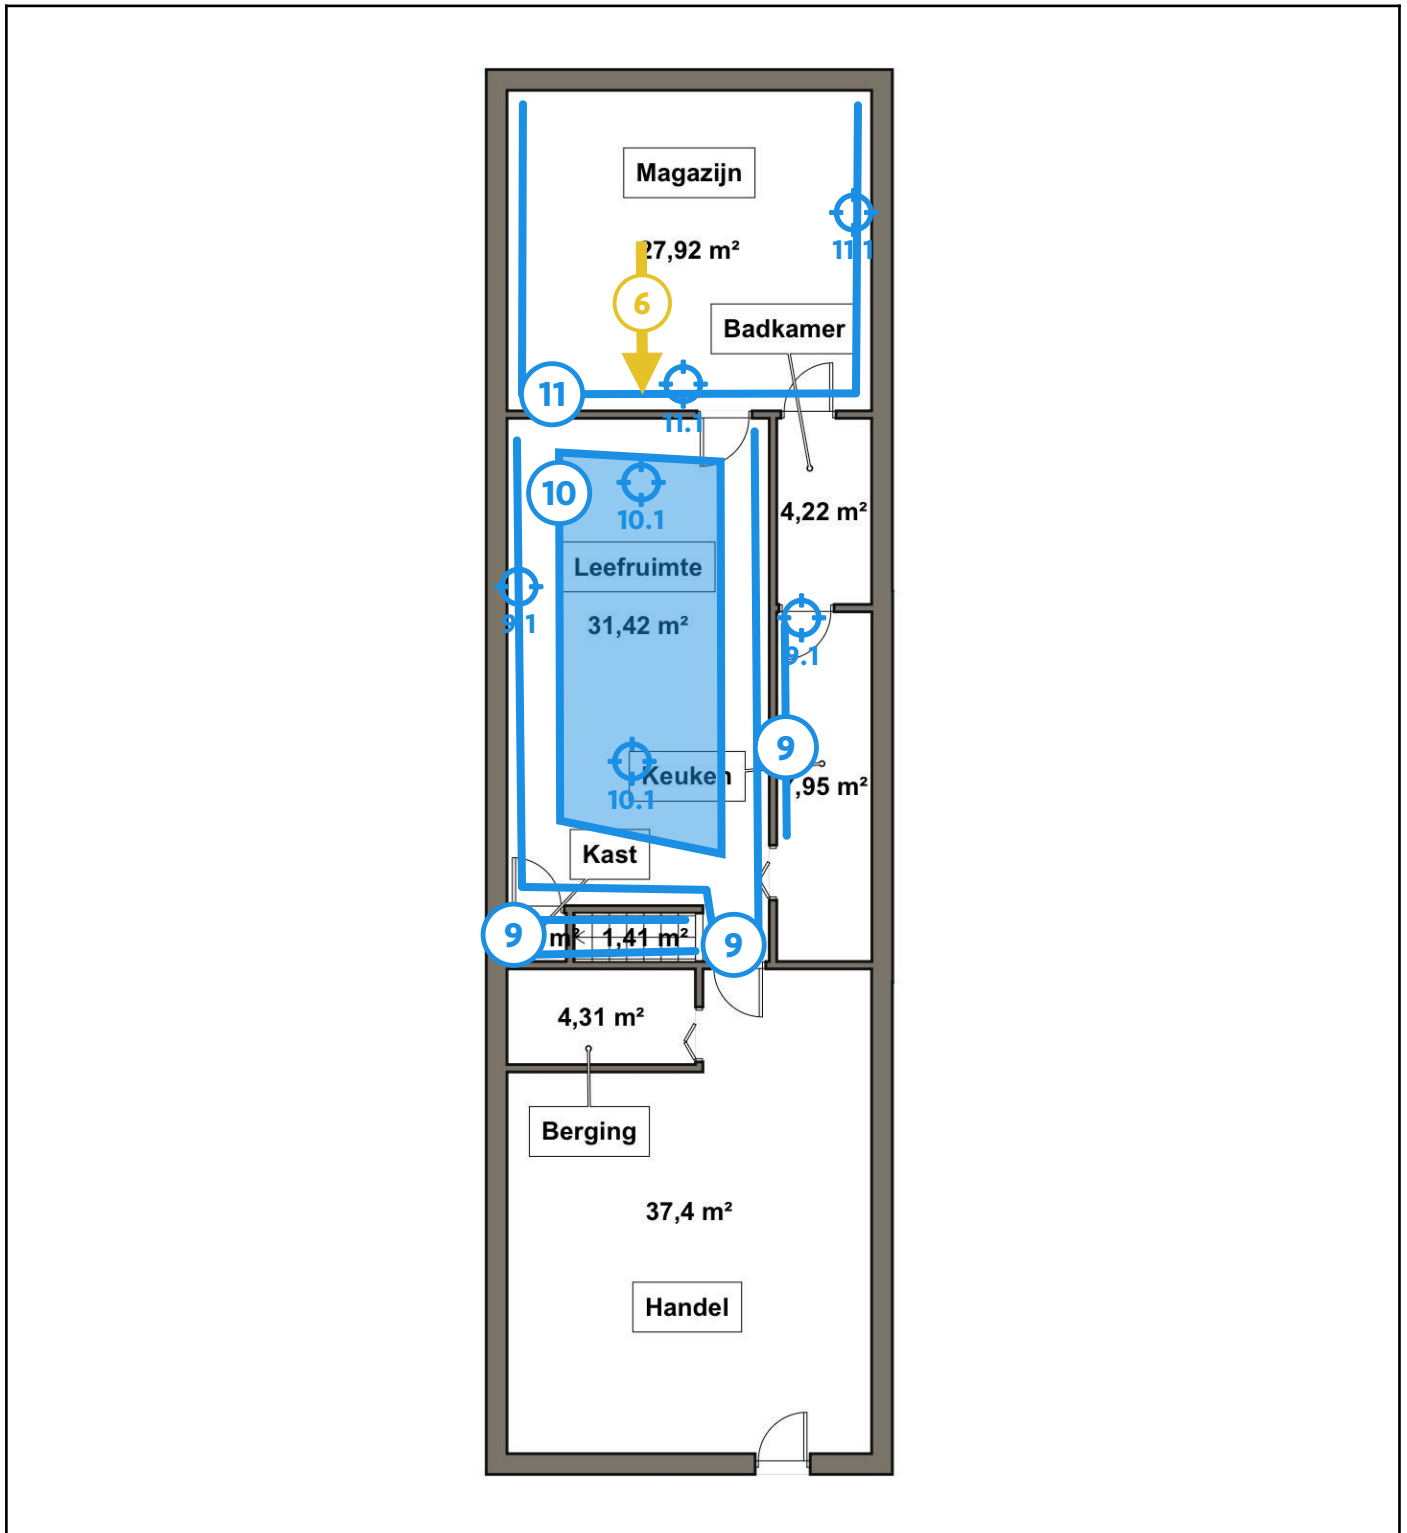 Magazijn
27,92 m²
11.1
6
Badkamer
11
11.1
10
10.1
4,22 m²
Leefruimte
31,42 m²
9.1
9.1
9
Keuken
,95 m²
10.1
Kast
9
m²
1,41 m²
9
4,31 m²
Berging
37,4 m²
Handel